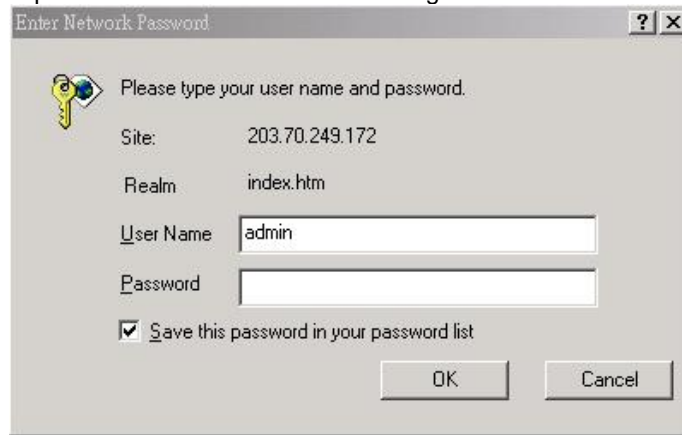 Enter Network Password
Please type your user name and password.
Site: 203.70.249.172
Realm index.htm
User Name admin
Password
Save this password in your password list
OK Cancel